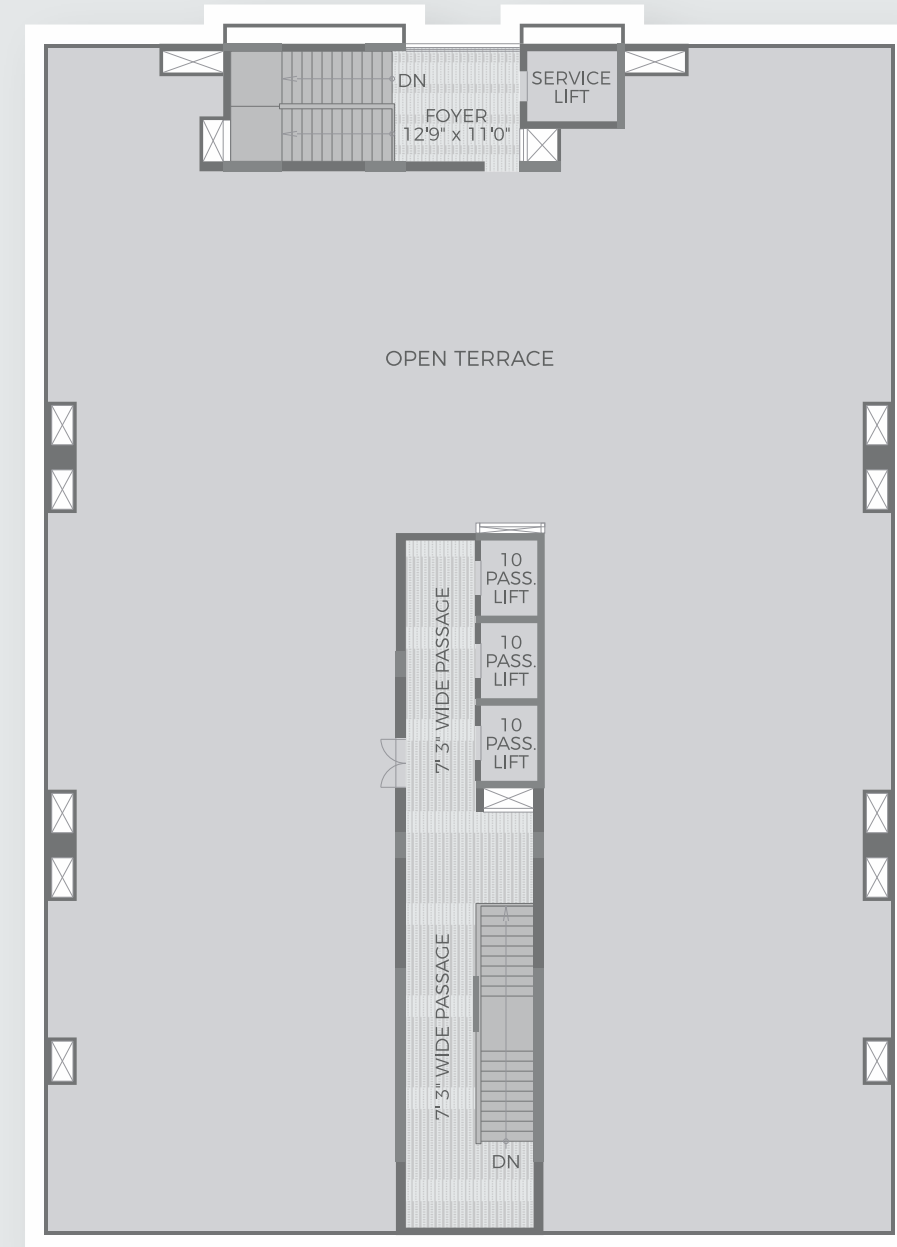 DN
SERVICE
LIFT
FOYER
12'9" x 11'0"
OPEN TERRACE
10
PASS.
LIFT
7' 3" WIDE PASSAGE
10
PASS.
LIFT
10
PASS.
LIFT
7' 3" WIDE PASSAGE
DN